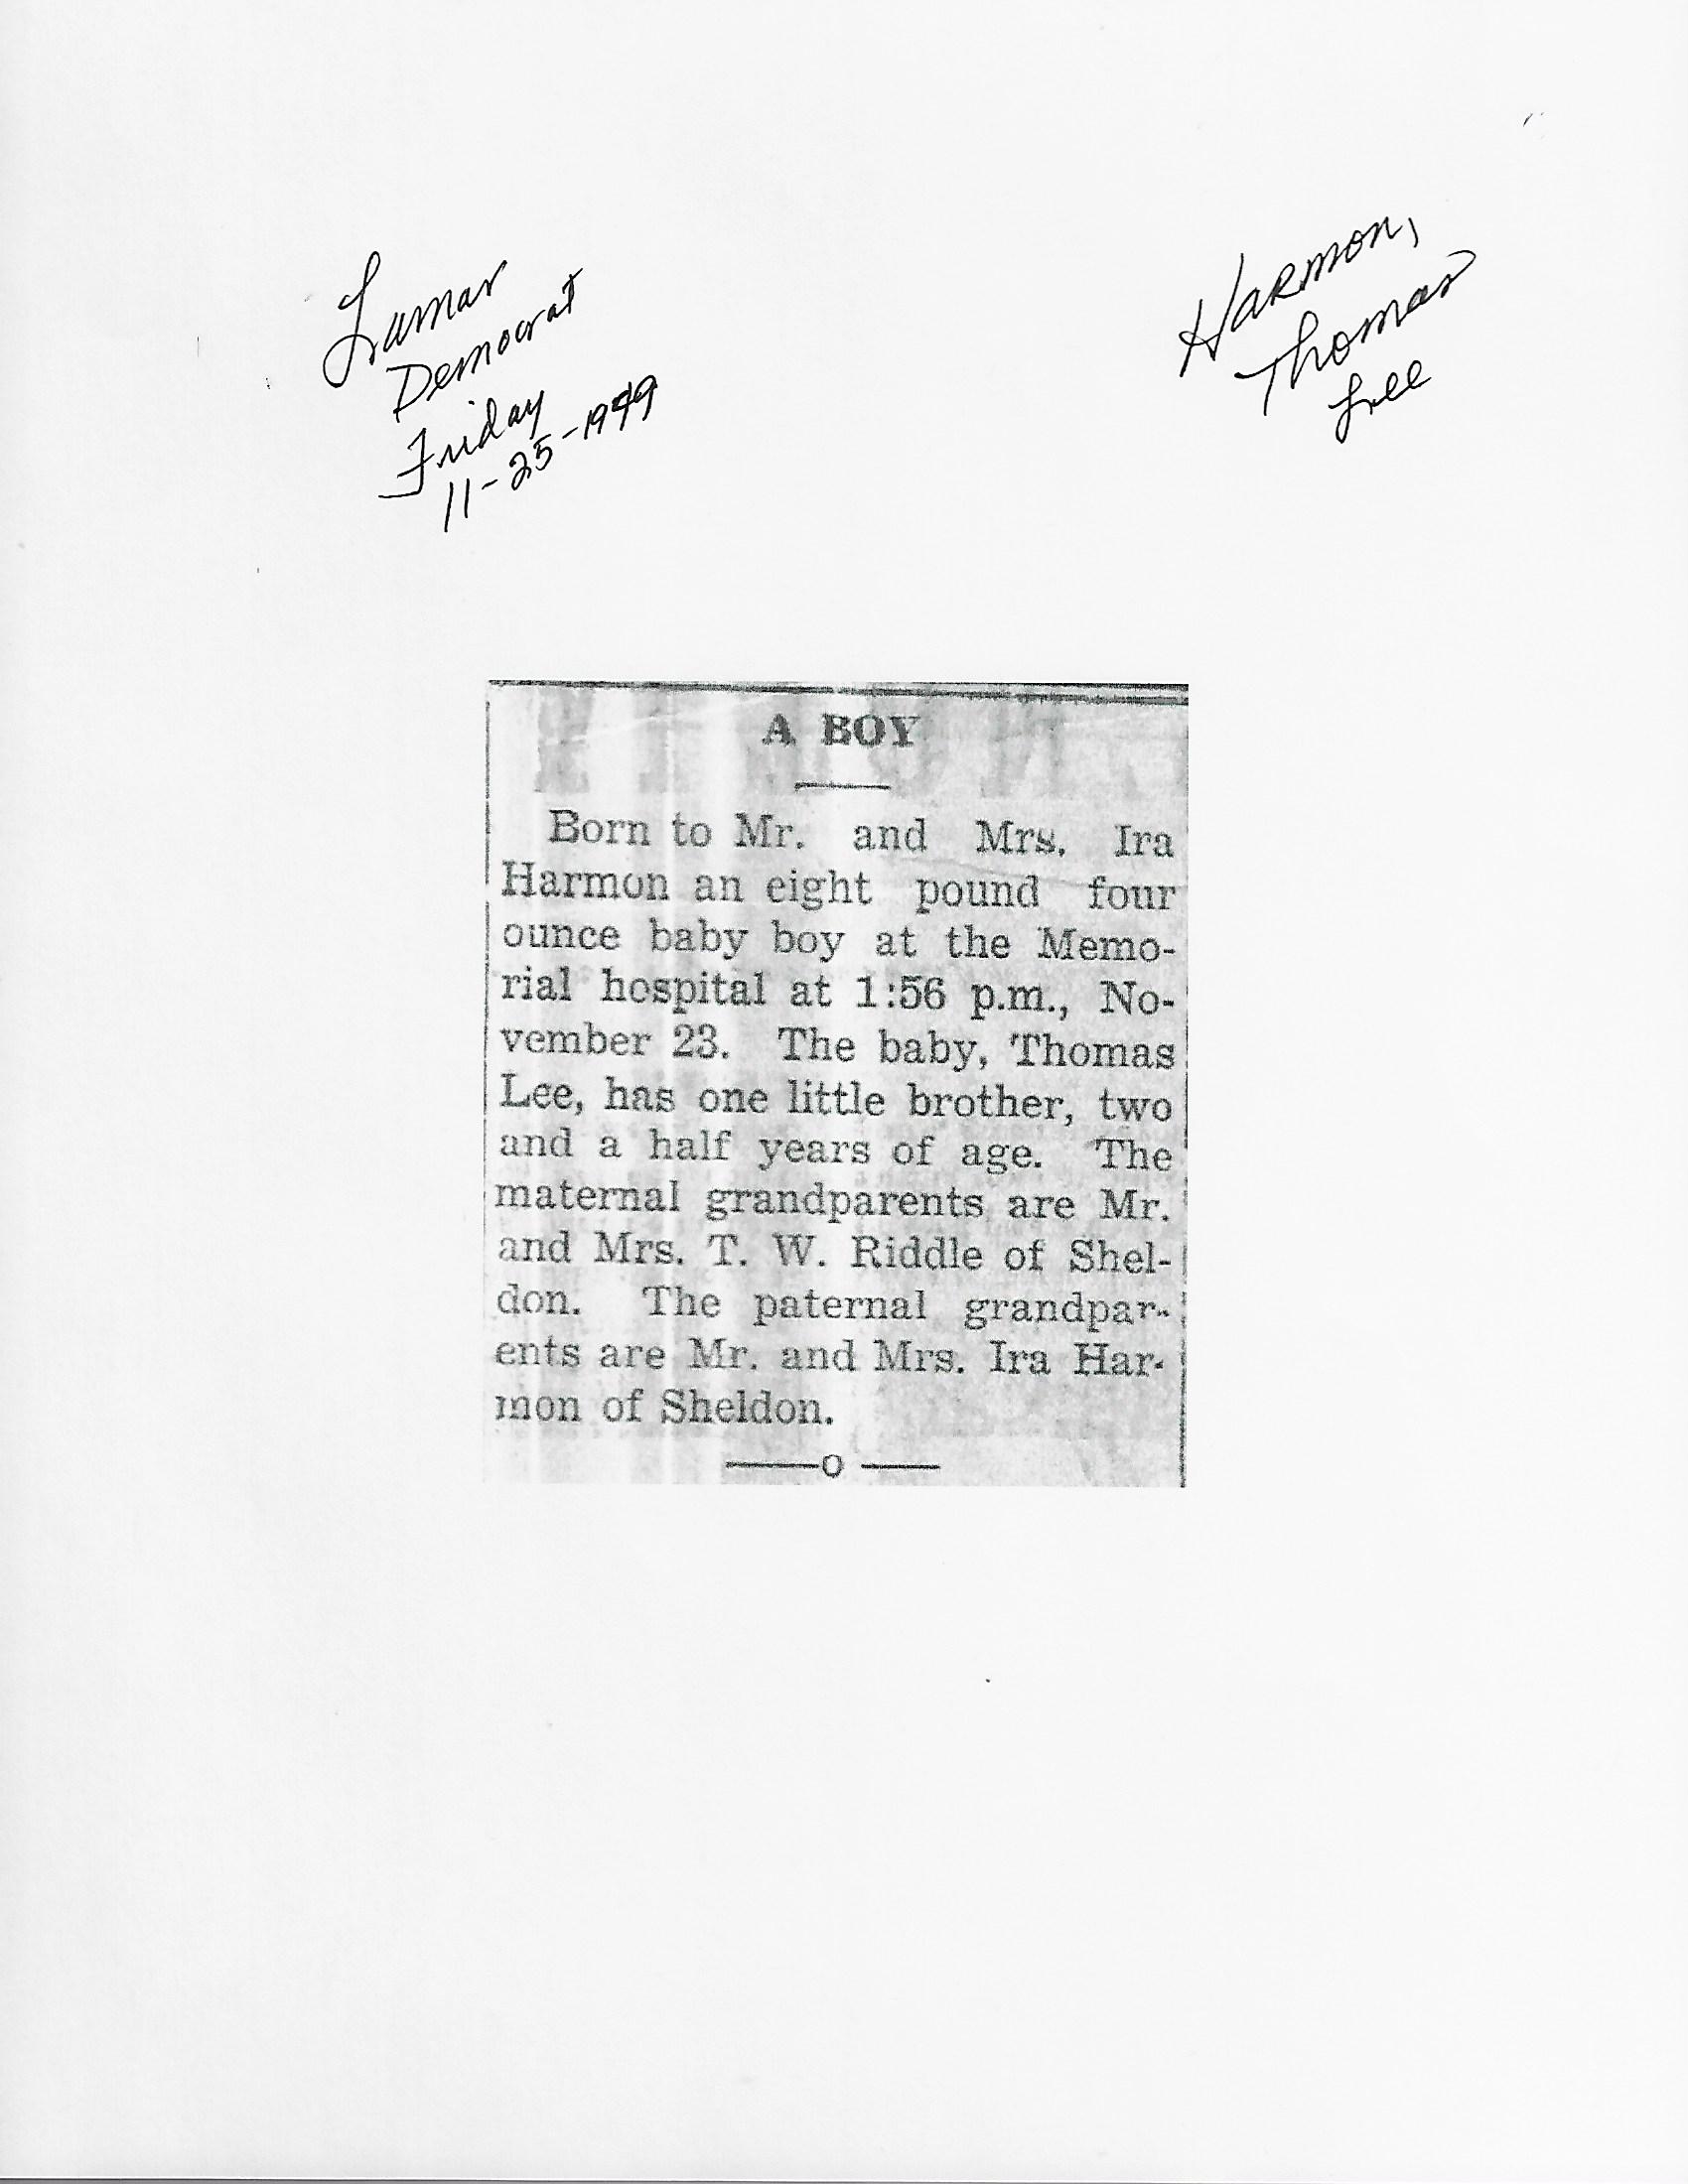 Lamar
Democrat
Friday
11-25-1949
Harmon,
Thomas
Lee
A BOY
Born to Mr. and Mrs. Ira
Harmon an eight pound four
ounce baby boy at the Memo-
rial hospital at 1:56 p.m., No-
vember 23. The baby, Thomas
Lee, has one little brother, two
and a half years of age. The
maternal grandparents are Mr.
and Mrs. T. W. Riddle of Shel-
don. The paternal grandpar-
ents are Mr. and Mrs. Ira Har-
mon of Sheldon.